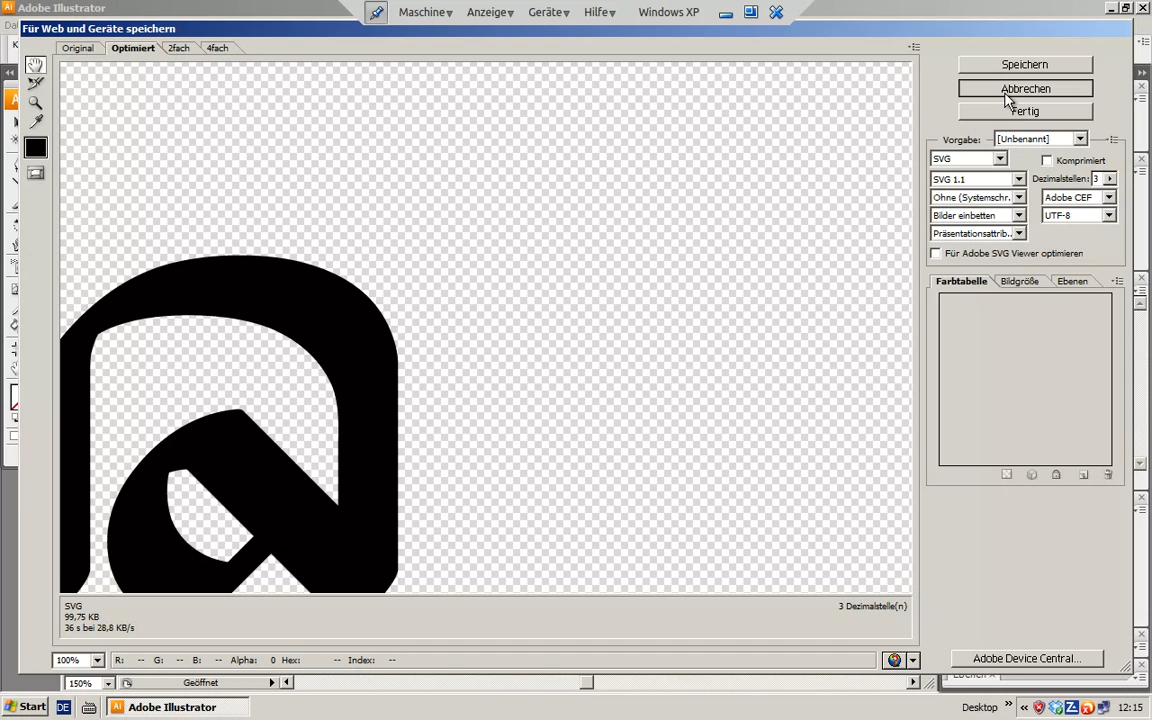 Adobe Illustrator
Maschine Anzeige Geräte Hilfe Windows XP
Für Web und Geräte speichern
Original Optimiert 2fach 4fach
Speichern
Abbrechen
Fertig
Vorgabe: [Unbenannt]
SVG Komprimiert
SVG 1.1 Dezimalstellen: 3
Ohne (Systemschr. Adobe CEF
Bilder einbetten UTF-8
Präsentationsattrib..
Für Adobe SVG Viewer optimieren
Farbtabelle Bildgröße Ebenen
SVG 3 Dezimalstelle(n)
99,75 KB
36 s bei 28,8 KB/s
100% R: -- G: -- B: -- Alpha: 0 Hex: -- Index: --
Adobe Device Central...
150% Geöffnet
Start DE Adobe Illustrator Desktop 12:15